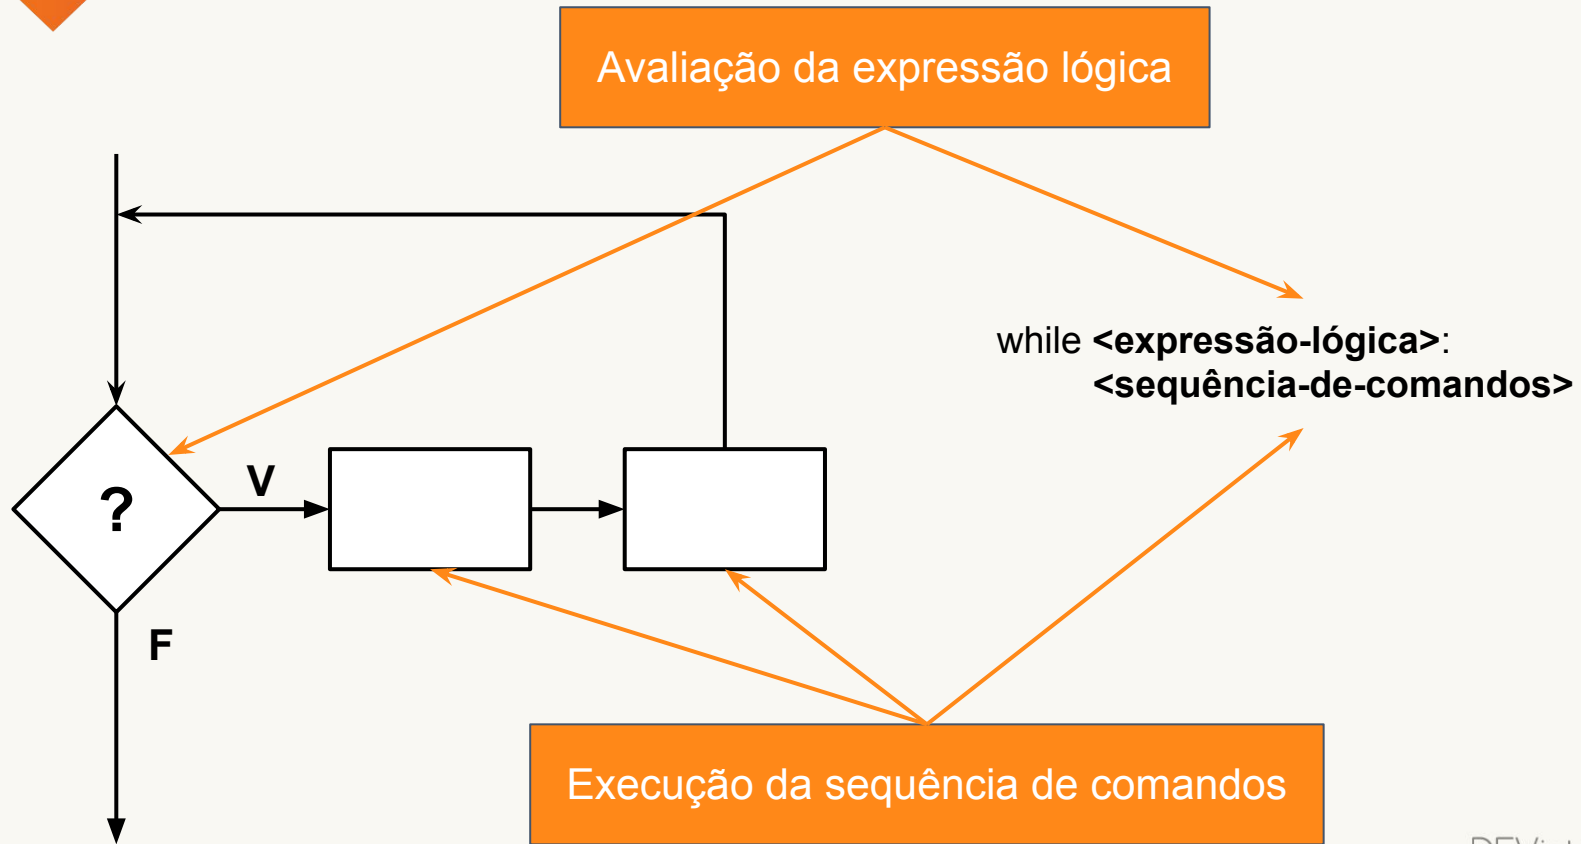 Avaliação da expressão lógica
while <expressão-lógica>:
<sequência-de-comandos>
V
?
F
Execução da sequência de comandos